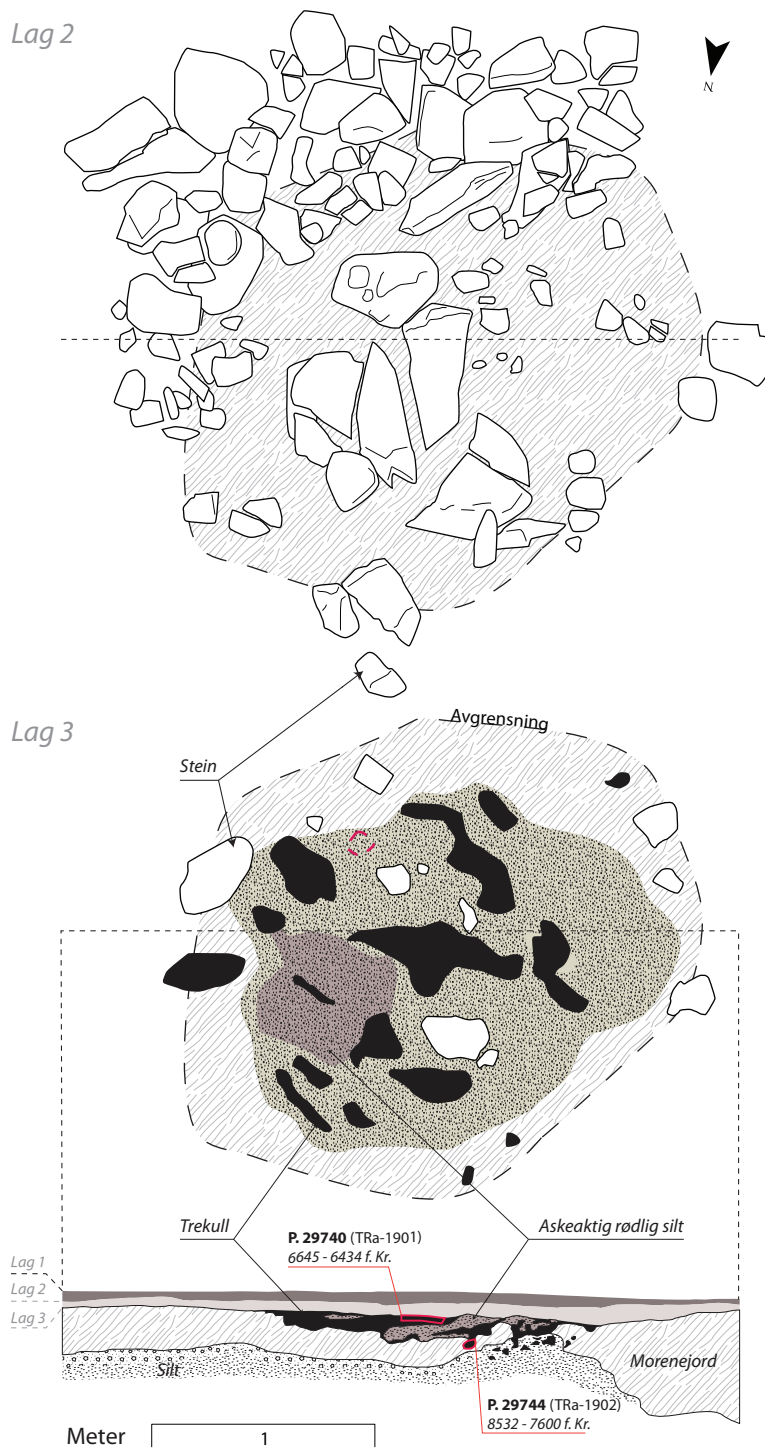 Lag 2
N
Lag 3
Avgrensning
Stein
Trekull
P. 29740 (TRa-1901)
6645 - 6434 f. Kr.
Askeaktig rødlig silt
Lag 1
Lag 2
Lag 3
Silt
Morenejord
P. 29744 (TRa-1902)
8532 - 7600 f. Kr.
Meter
1